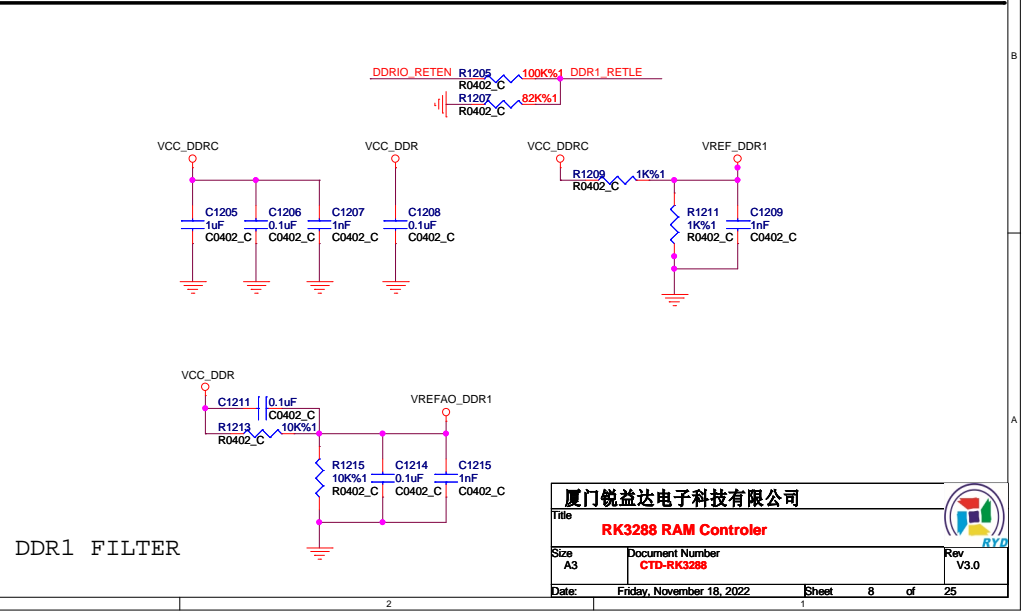 B
DDRIO_RETEN R1205 100K%1 DDR1_RETLE
R0402_C
R1207 82K%1
R0402_C
VCC_DDRC VCC_DDR VCC_DDRC VREF_DDR1
R1209 1K%1
R0402_C
C1205 C1206 C1207 C1208 R1211 C1209
1uF 0.1uF 1nF 0.1uF 1K%1 1nF
C0402_C C0402_C C0402_C C0402_C R0402_C C0402_C
VCC_DDR
C1211 0.1uF VREFAO_DDR1
C0402_C
R1213 10K%1
R0402_C
A
R1215 C1214 C1215
10K%1 0.1uF 1nF
R0402_C C0402_C C0402_C
DDR1 FILTER
厦门锐益达电子科技有限公司
Title
RK3288 RAM Controler
RYD
Size Document Number Rev
A3 CTD-RK3288 V3.0
Date: Friday, November 18, 2022 Sheet 8 of 25
2 1